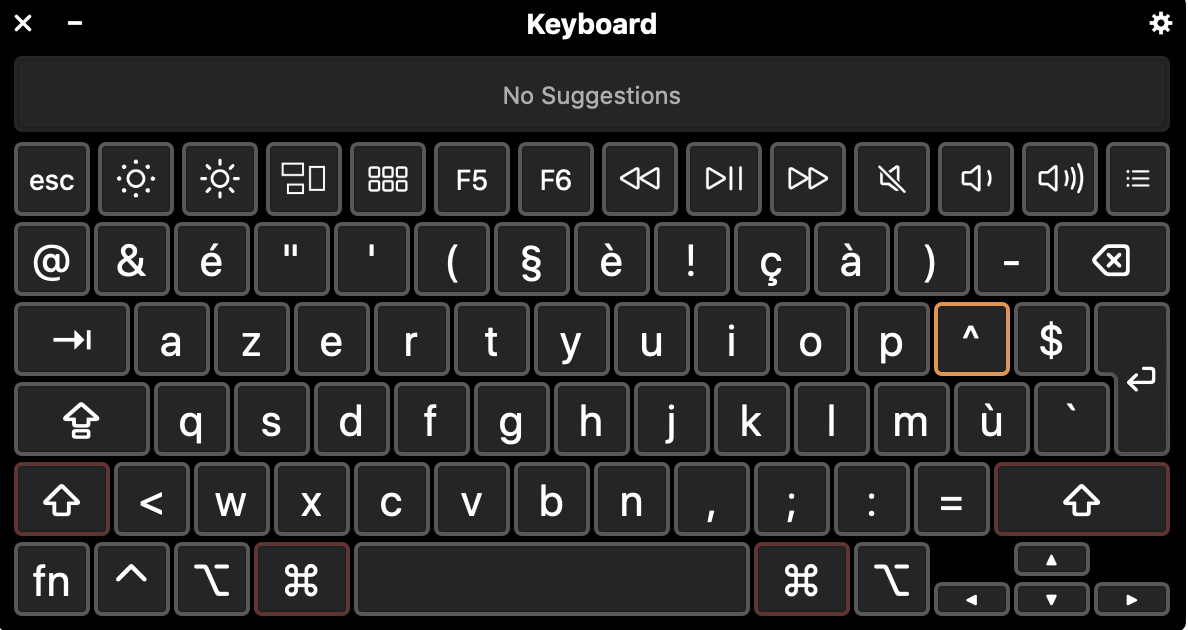 Keyboard
No Suggestions
esc F5 F6
@ & é " ' ( § è ! ç à ) -
a z e r t y u i o p ^ $
q s d f g h j k l m ù `
< w x c v b n , ; : =
fn ⌃ ⌥ ⌘ ⌘ ⌥